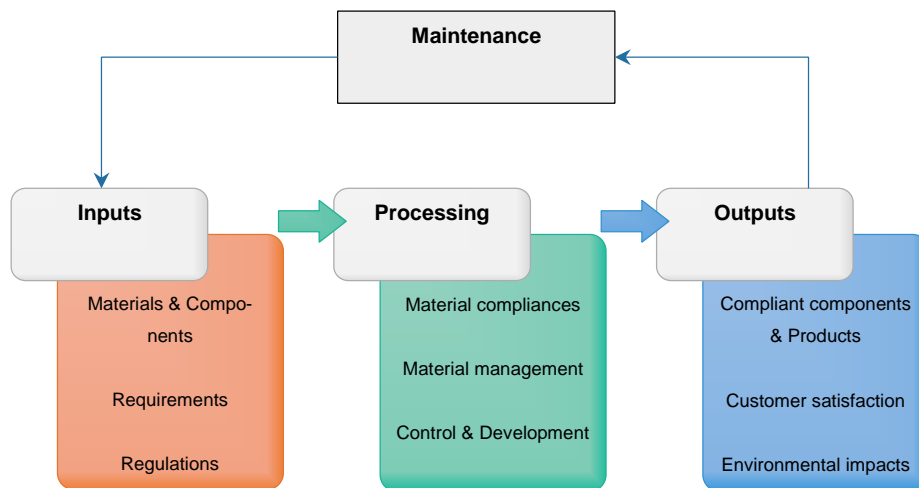 Maintenance
Inputs
Processing
Outputs
Materials & Compo-
nents
Requirements
Regulations
Material compliances
Material management
Control & Development
Compliant components
& Products
Customer satisfaction
Environmental impacts